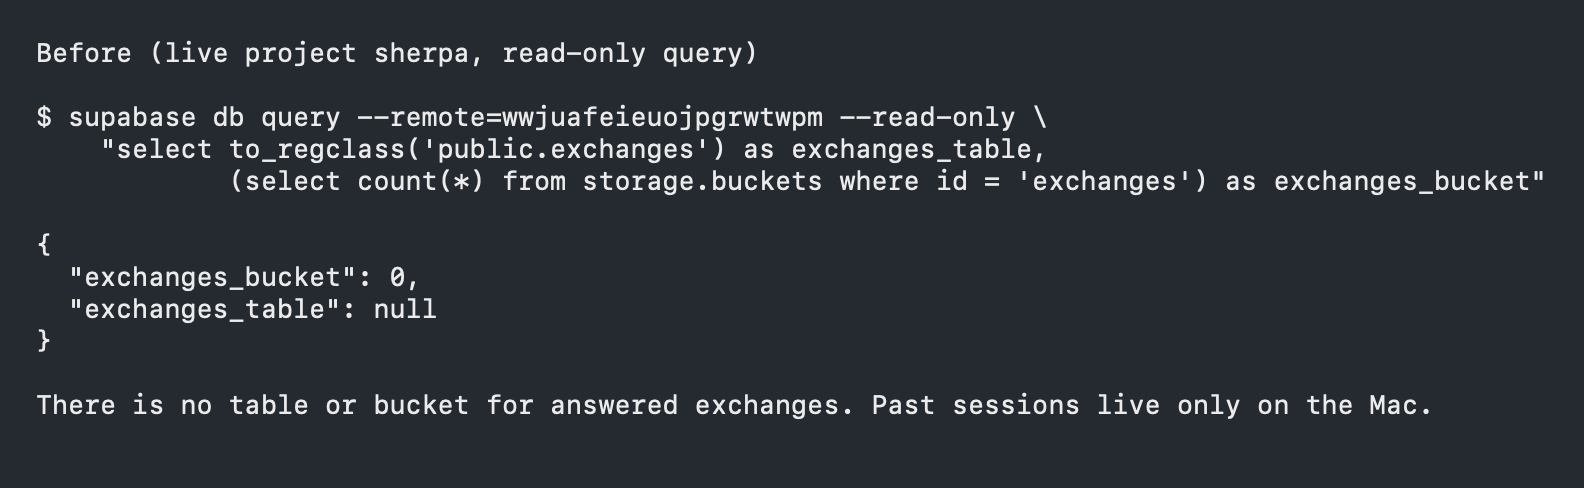 Before (live project sherpa, read-only query)
$ supabase db query --remote=wwjuafeieuojpgrwtwpm --read-only \
"select to_regclass('public.exchanges') as exchanges_table,
(select count(*) from storage.buckets where id = 'exchanges') as exchanges_bucket"
{
"exchanges_bucket": 0,
"exchanges_table": null
}
There is no table or bucket for answered exchanges. Past sessions live only on the Mac.